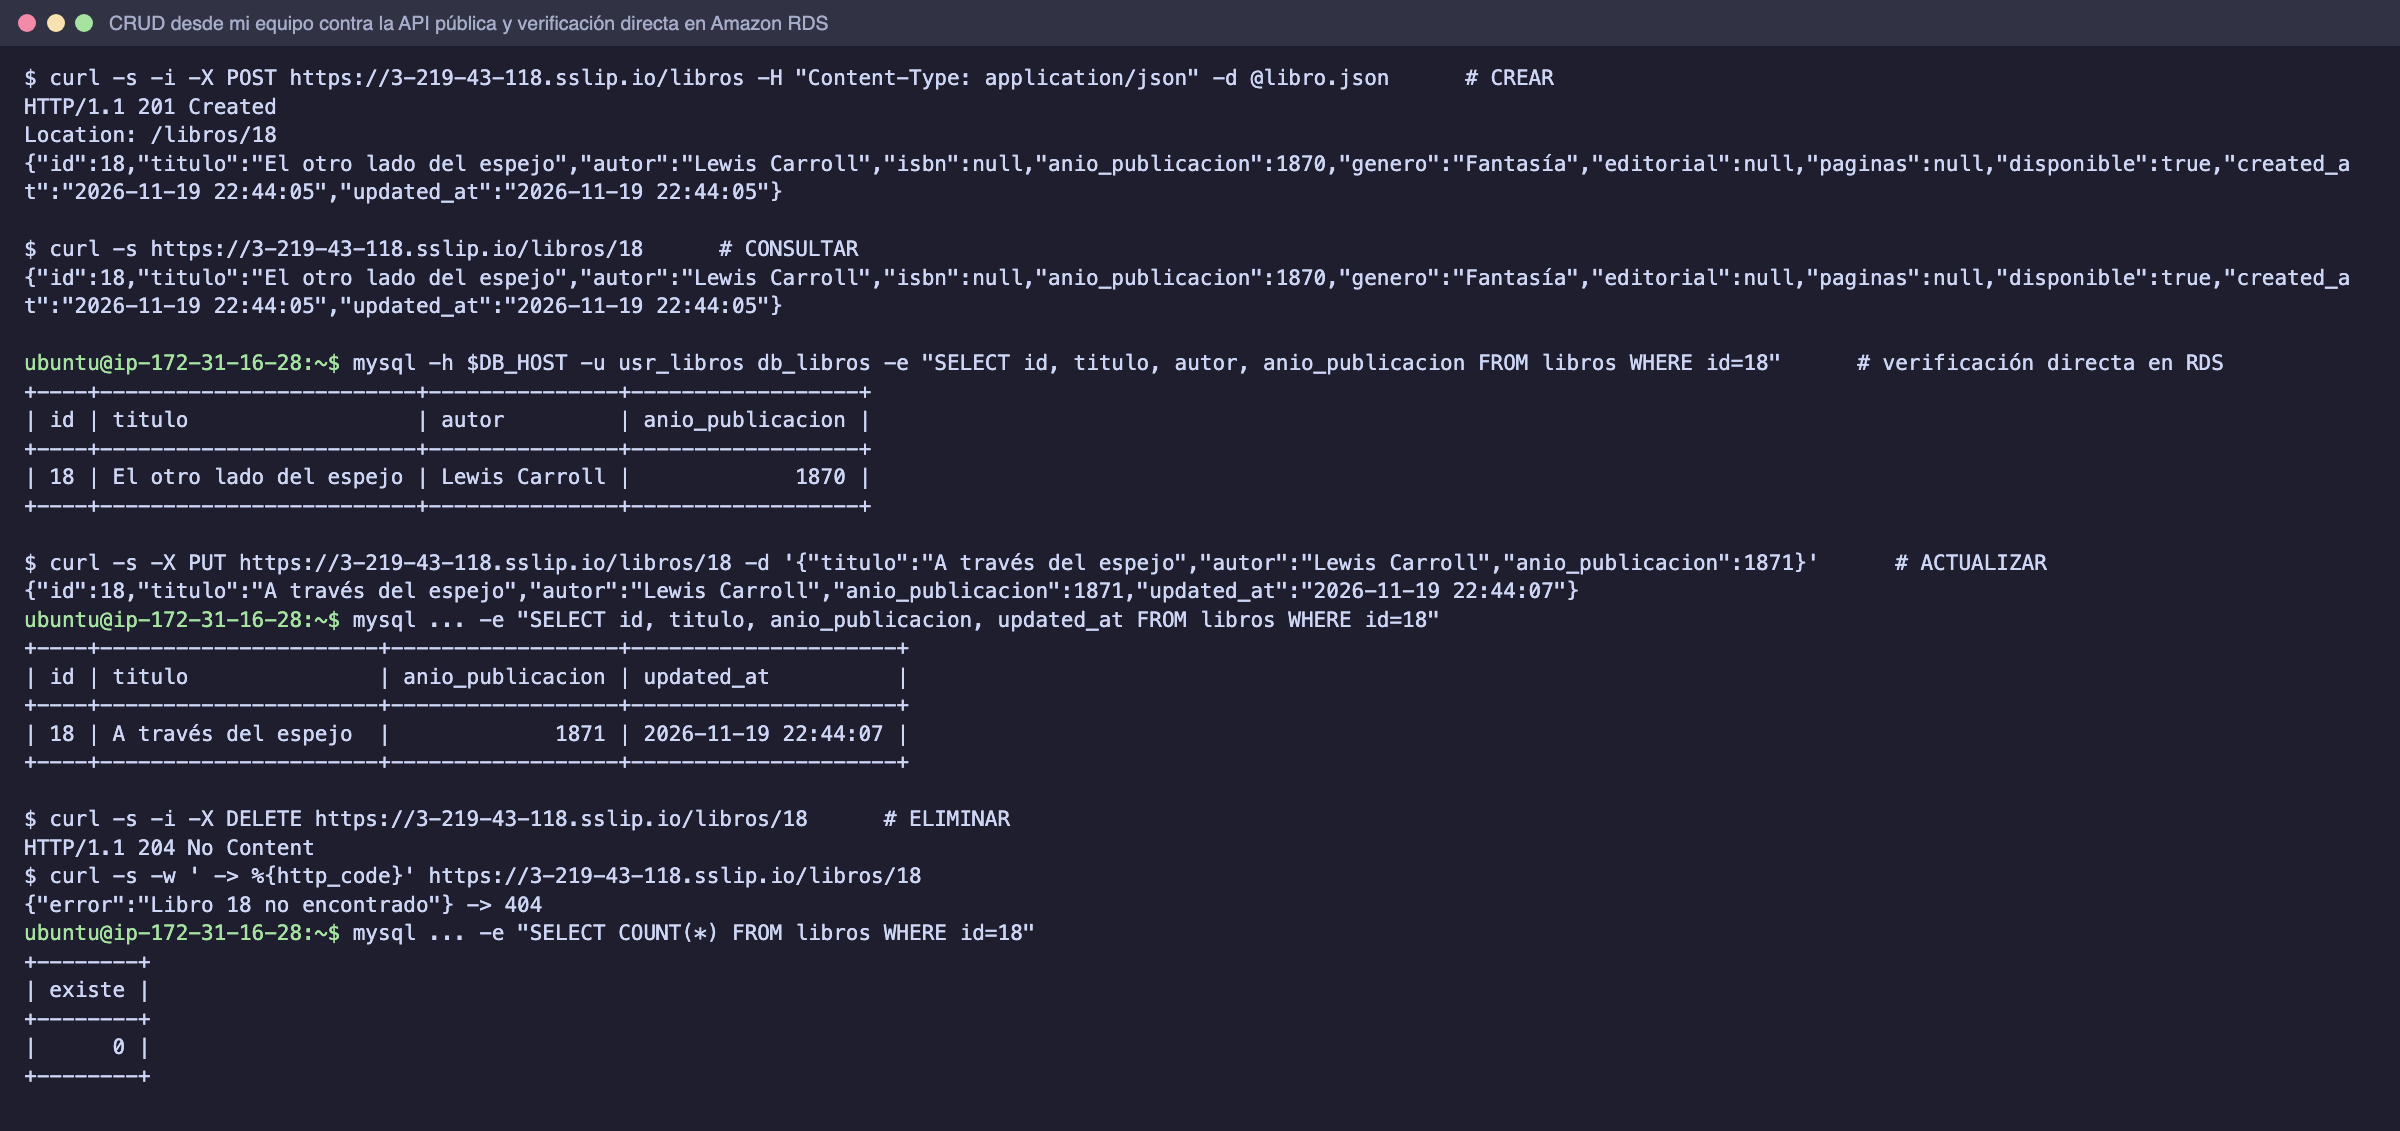 CRUD desde mi equipo contra la API pública y verificación directa en Amazon RDS
$ curl -s -i -X POST https://3-219-43-118.sslip.io/libros -H "Content-Type: application/json" -d @libro.json      # CREAR
HTTP/1.1 201 Created
Location: /libros/18
{"id":18,"titulo":"El otro lado del espejo","autor":"Lewis Carroll","isbn":null,"anio_publicacion":1870,"genero":"Fantasía","editorial":null,"paginas":null,"disponible":true,"created_a
t":"2026-11-19 22:44:05","updated_at":"2026-11-19 22:44:05"}
$ curl -s https://3-219-43-118.sslip.io/libros/18      # CONSULTAR
{"id":18,"titulo":"El otro lado del espejo","autor":"Lewis Carroll","isbn":null,"anio_publicacion":1870,"genero":"Fantasía","editorial":null,"paginas":null,"disponible":true,"created_a
t":"2026-11-19 22:44:05","updated_at":"2026-11-19 22:44:05"}
ubuntu@ip-172-31-16-28:~$ mysql -h $DB_HOST -u usr_libros db_libros -e "SELECT id, titulo, autor, anio_publicacion FROM libros WHERE id=18"      # verificación directa en RDS
+----+-------------------------+---------------+------------------+
| id | titulo                  | autor         | anio_publicacion |
+----+-------------------------+---------------+------------------+
| 18 | El otro lado del espejo | Lewis Carroll |             1870 |
+----+-------------------------+---------------+------------------+
$ curl -s -X PUT https://3-219-43-118.sslip.io/libros/18 -d '{"titulo":"A través del espejo","autor":"Lewis Carroll","anio_publicacion":1871}'      # ACTUALIZAR
{"id":18,"titulo":"A través del espejo","autor":"Lewis Carroll","anio_publicacion":1871,"updated_at":"2026-11-19 22:44:07"}
ubuntu@ip-172-31-16-28:~$ mysql ... -e "SELECT id, titulo, anio_publicacion, updated_at FROM libros WHERE id=18"
+----+----------------------+------------------+---------------------+
| id | titulo               | anio_publicacion | updated_at          |
+----+----------------------+------------------+---------------------+
| 18 | A través del espejo  |             1871 | 2026-11-19 22:44:07 |
+----+----------------------+------------------+---------------------+
$ curl -s -i -X DELETE https://3-219-43-118.sslip.io/libros/18      # ELIMINAR
HTTP/1.1 204 No Content
$ curl -s -w ' -> %{http_code}' https://3-219-43-118.sslip.io/libros/18
{"error":"Libro 18 no encontrado"} -> 404
ubuntu@ip-172-31-16-28:~$ mysql ... -e "SELECT COUNT(*) FROM libros WHERE id=18"
+--------+
| existe |
+--------+
|      0 |
+--------+